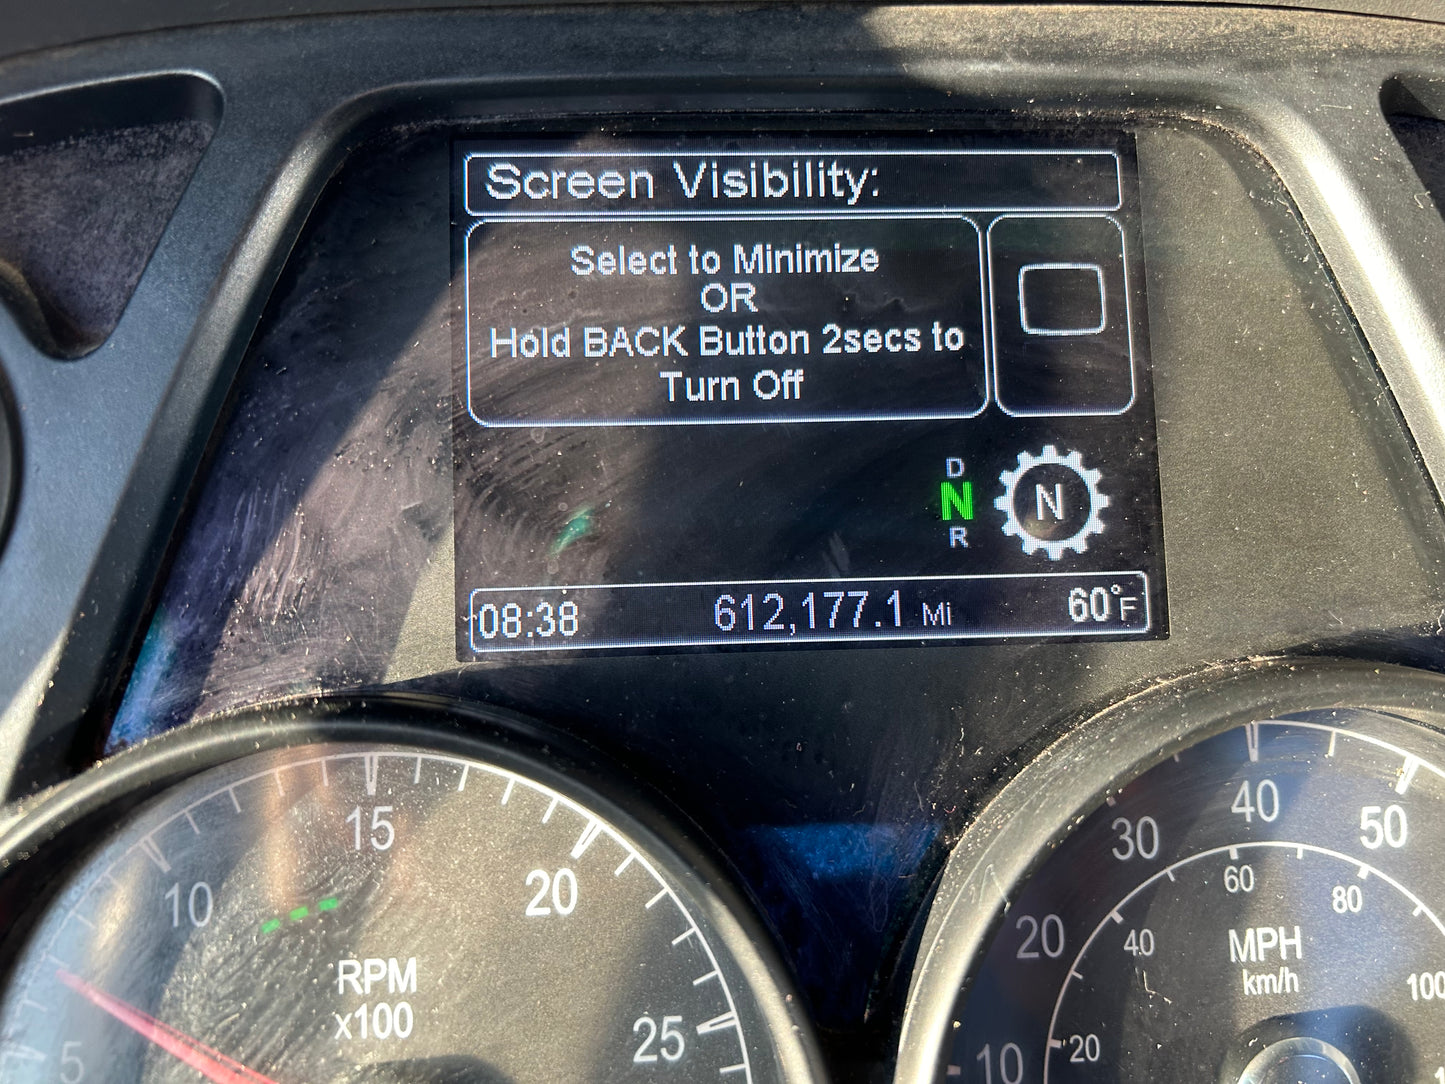 Screen Visibility:
Select to Minimize
OR
Hold BACK Button 2secs to
Turn Off
D
N N
R
08:38 612,177.1 Mi 60°F
5 10 15 20 25
RPM
x100
10 20 30 40 50
20 40 60 80 100
MPH
km/h